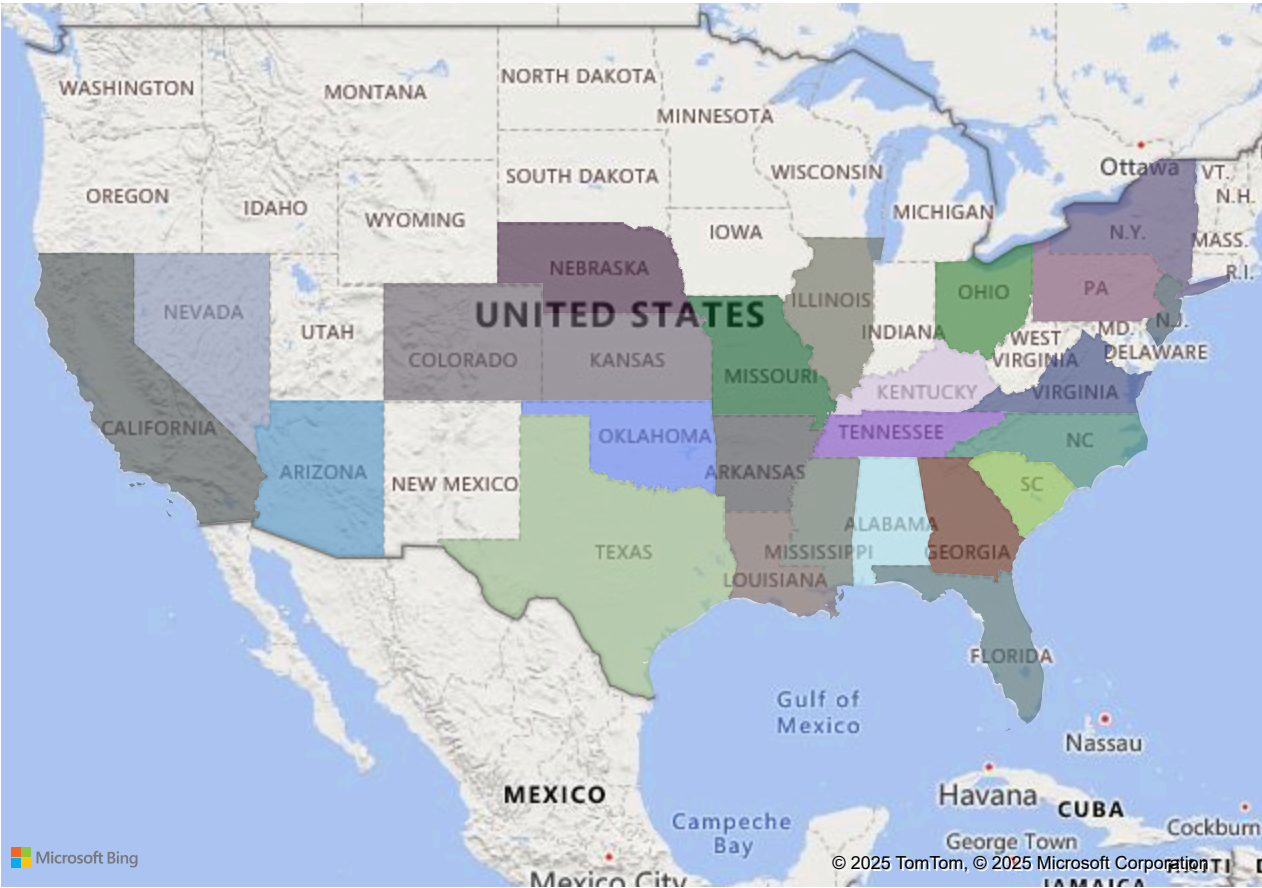 WASHINGTON
MONTANA
NORTH DAKOTA
MINNESOTA
Ottawa
VT.
N.H.
OREGON
IDAHO
WYOMING
SOUTH DAKOTA
WISCONSIN
MICHIGAN
IOWA
N.Y.
MASS.
R.I.
NEBRASKA
NEVADA
UNITED STATES
ILLINOIS
OHIO
PA
N.J.
UTAH
INDIANA
WEST
VIRGINIA
MD.
DELAWARE
COLORADO
KANSAS
MISSOURI
KENTUCKY
VIRGINIA
CALIFORNIA
ARIZONA
NEW MEXICO
OKLAHOMA
ARKANSAS
TENNESSEE
NC
SC
TEXAS
ALABAMA
MISSISSIPPI
GEORGIA
LOUISIANA
FLORIDA
Gulf of
Mexico
Nassau
MEXICO
Havana
CUBA
Campeche
Bay
George Town
Cockburn
Microsoft Bing
© 2025 TomTom, © 2025 Microsoft Corporation
Mexico City
JAMAICA